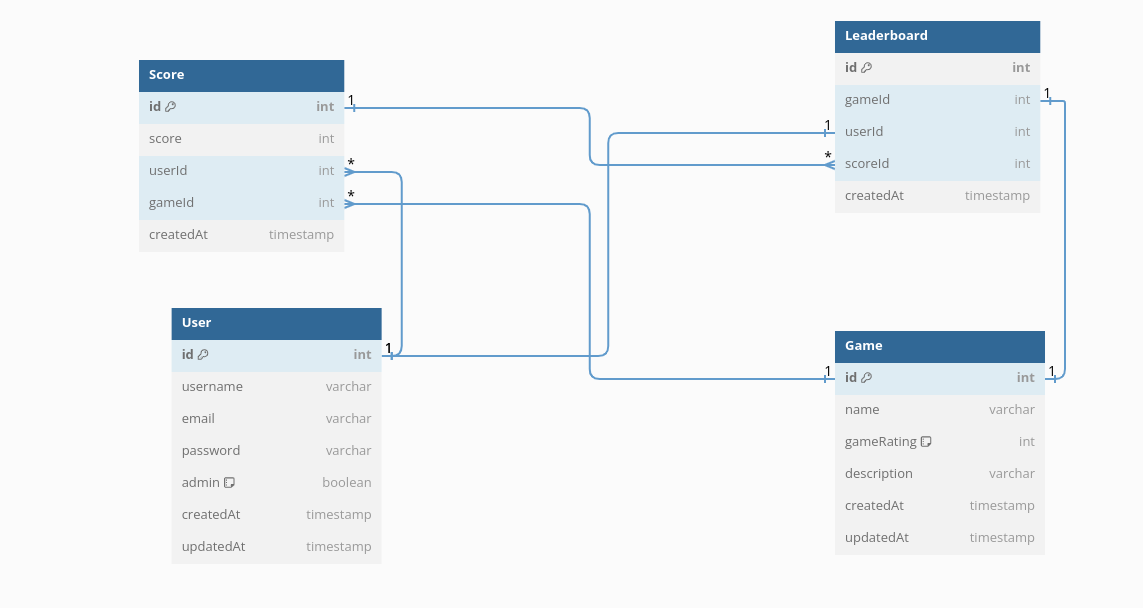 Score
id int
score int
userId int
gameId int
createdAt timestamp
1
*
*
Leaderboard
id int
gameId int
userId int
scoreId int
createdAt timestamp
1
1
*
User
id int
username varchar
email varchar
password varchar
admin boolean
createdAt timestamp
updatedAt timestamp
1
Game
id int
name varchar
gameRating int
description varchar
createdAt timestamp
updatedAt timestamp
1
1